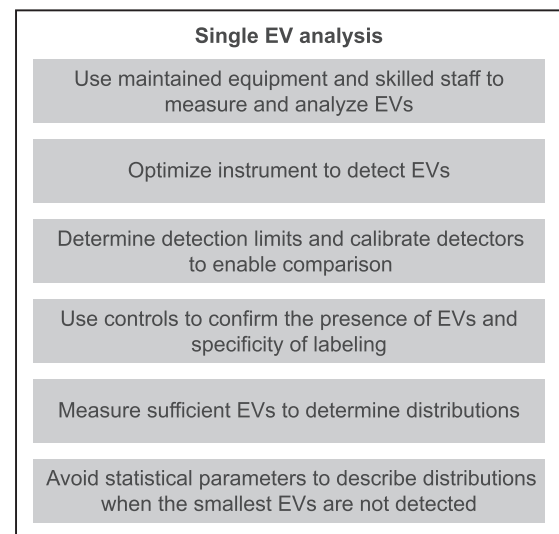 Single EV analysis
Use maintained equipment and skilled staff to
measure and analyze EVs
Optimize instrument to detect EVs
Determine detection limits and calibrate detectors
to enable comparison
Use controls to confirm the presence of EVs and
specificity of labeling
Measure sufficient EVs to determine distributions
Avoid statistical parameters to describe distributions
when the smallest EVs are not detected